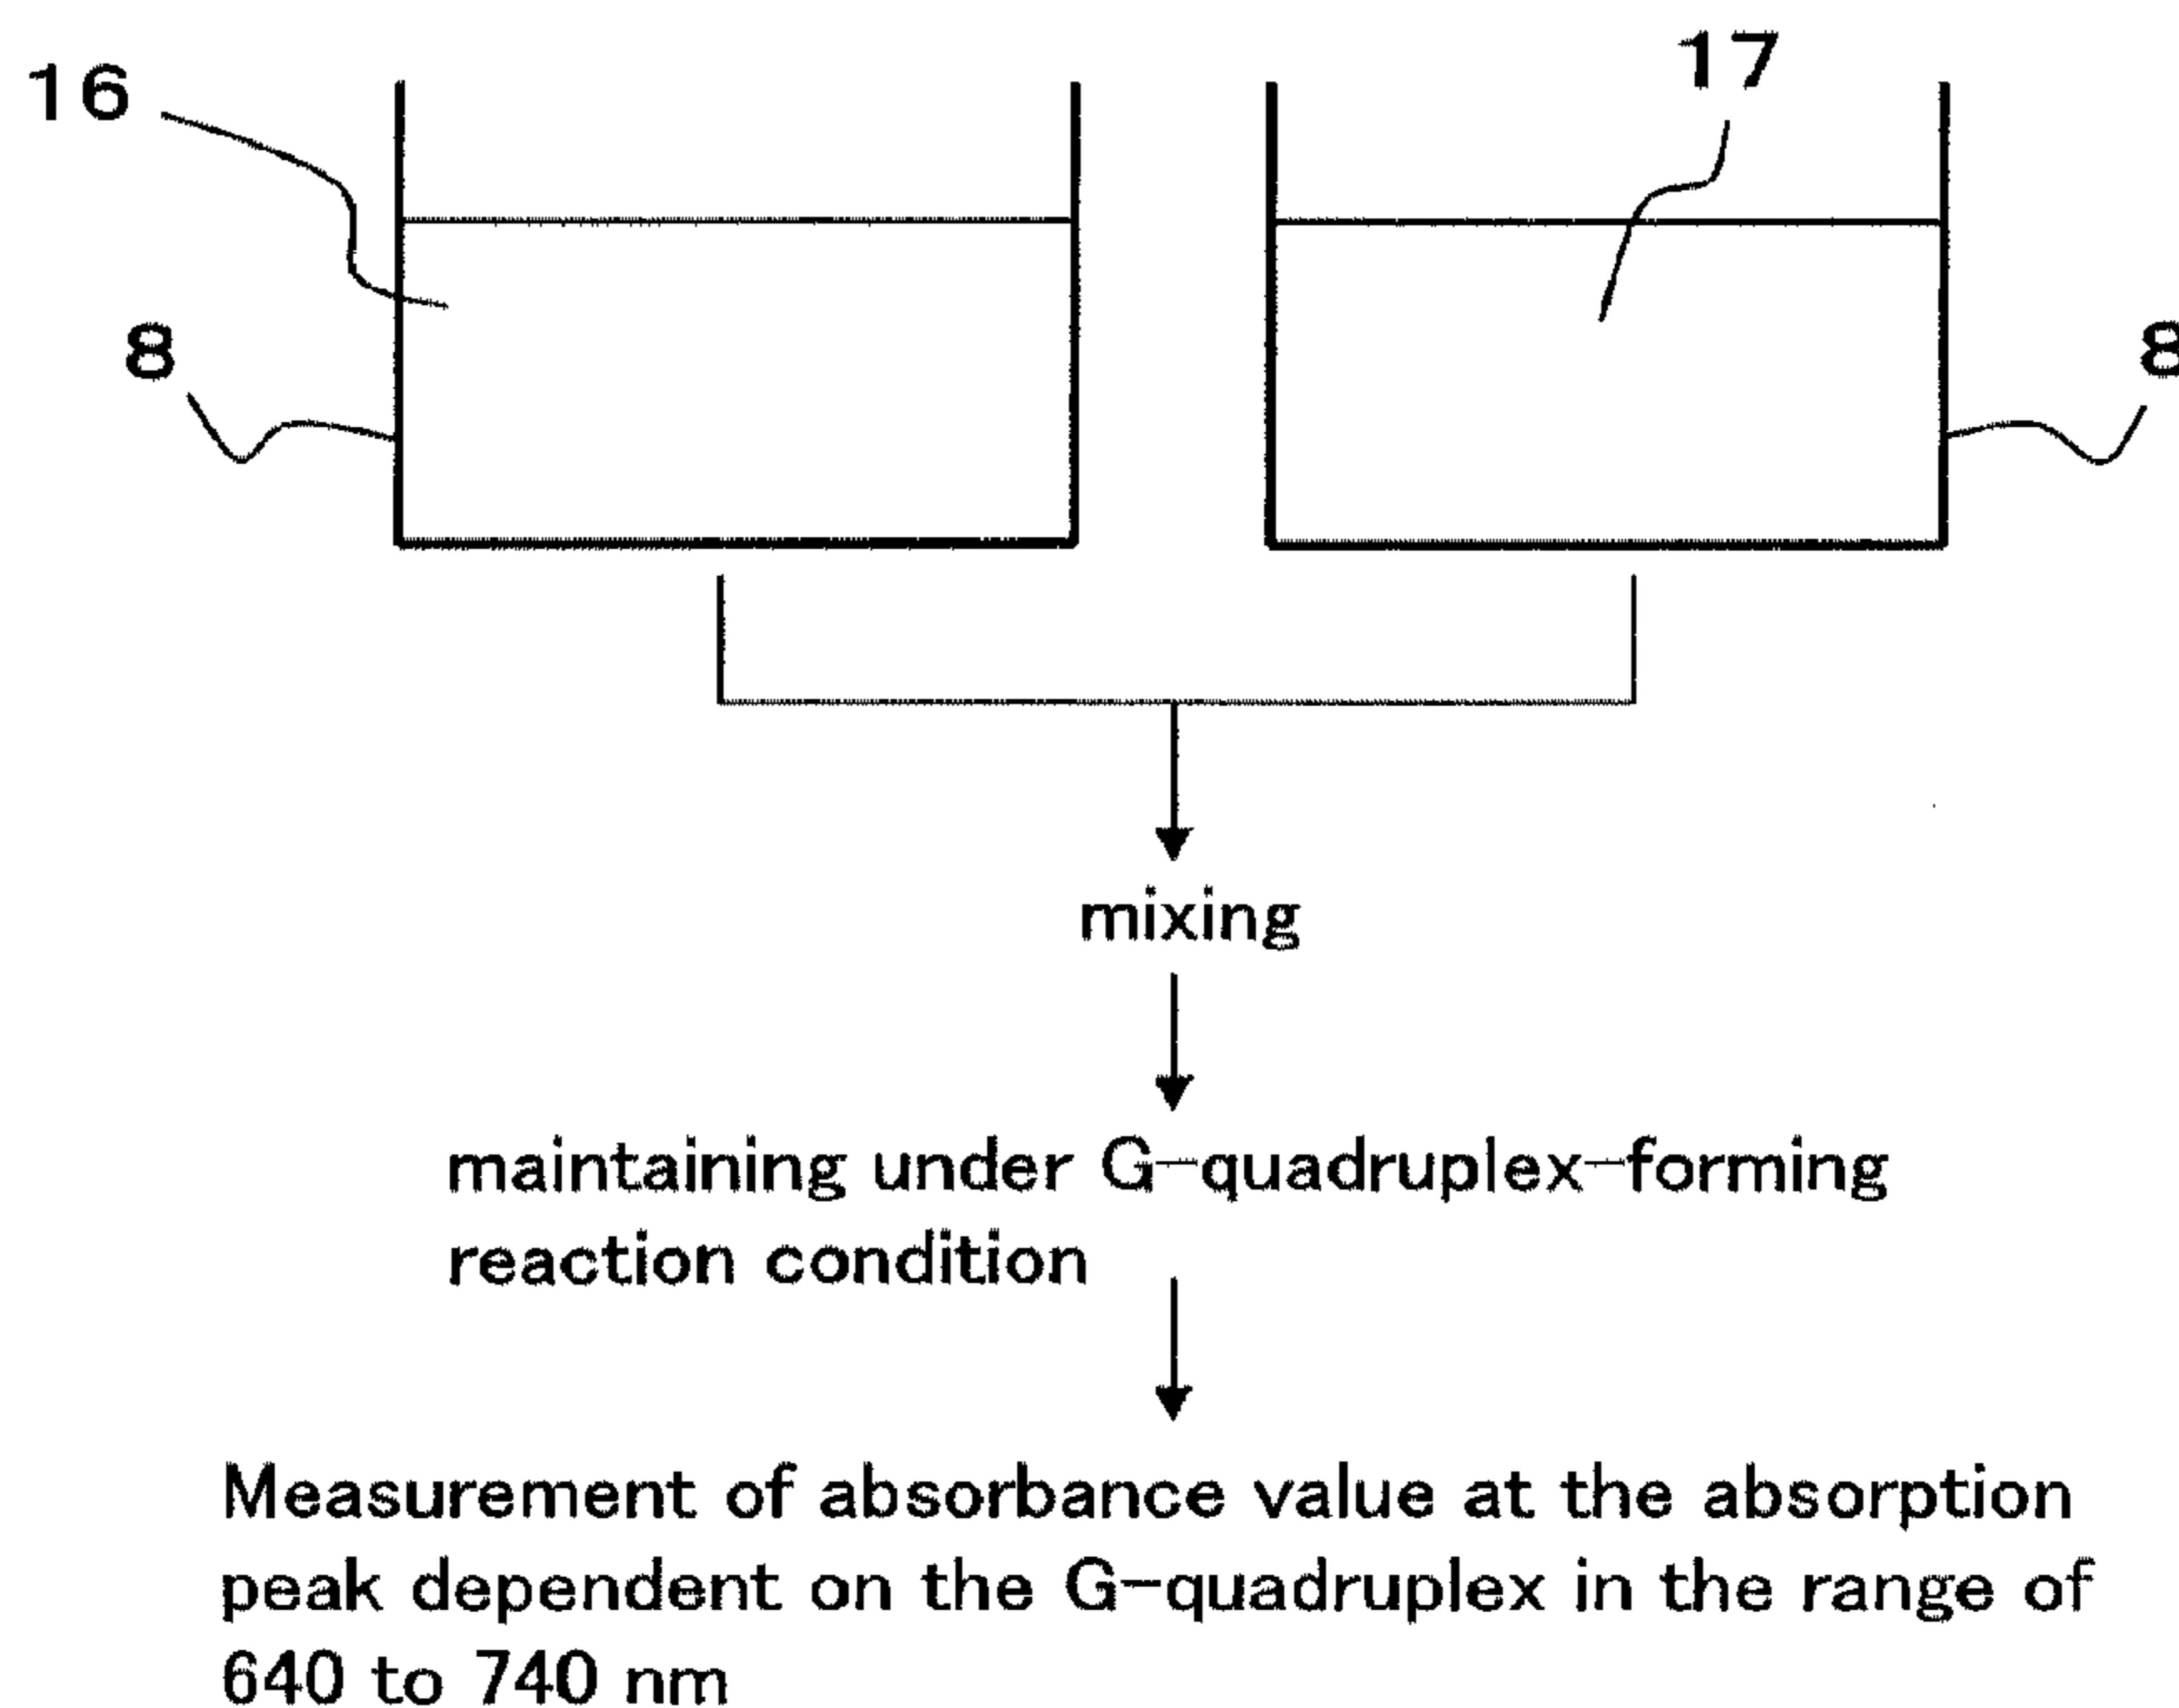 16
17
8
8
mixing
maintaining under G-quadruplex-forming
reaction condition
Measurement of absorbance value at the absorption
peak dependent on the G-quadruplex in the range of
640 to 740 nm